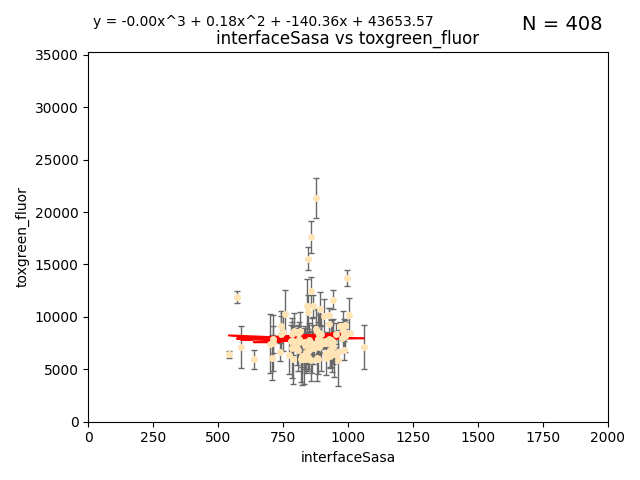 y = -0.00x^3 + 0.18x^2 + -140.36x + 43653.57
N = 408
interfaceSasa vs toxgreen_fluor
35000
30000
25000
20000
15000
10000
5000
0
toxgreen_fluor
0 250 500 750 1000 1250 1500 1750 2000
interfaceSasa